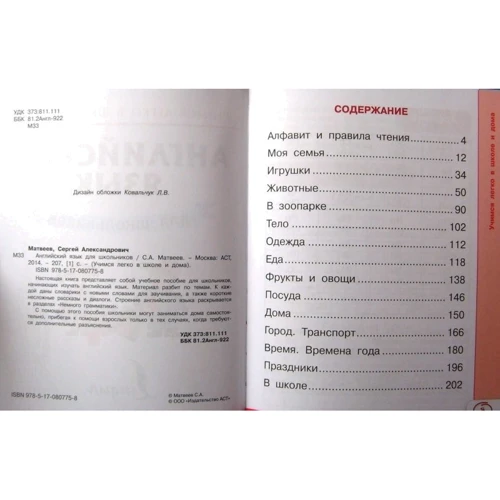 УДК 373:811.111
ББК 81.2Англ-922
М33
Дизайн обложки Ковальчук Л.В.
Матвеев, Сергей Александрович
М33 Английский язык для школьников / С.А. Матвеев. – Москва: АСТ,
2014. – 207, [1] с. – (Учимся легко в школе и дома).
ISBN 978-5-17-080775-8
Настоящая книга представляет собой учебное пособие для школьников,
начинающих изучать английский язык. Материал разбит по темам. К каж-
дой даны словарики с новыми словами для заучивания, а также короткие
несложные рассказы и диалоги. Строение английского языка раскрывается
в разделах «Немного грамматики».
С помощью этого пособия школьники могут заниматься дома самостоя-
тельно, прибегая к помощи взрослых только в тех случаях, когда требуют-
ся дополнительные разъяснения.
УДК 373:811.111
ББК 81.2Англ-922
ISBN 978-5-17-080775-8
© Матвеев С.А.
© ООО «Издательство АСТ»
СОДЕРЖАНИЕ
Алфавит и правила чтения 4
Моя семья 12
Игрушки 34
Животные 50
В зоопарке 90
Тело 102
Одежда 112
Еда 118
Фрукты и овощи 138
Посуда 146
Дома 150
Город. Транспорт 166
Время. Времена года 180
Праздники 196
В школе 202
Учимся легко в школе и дома